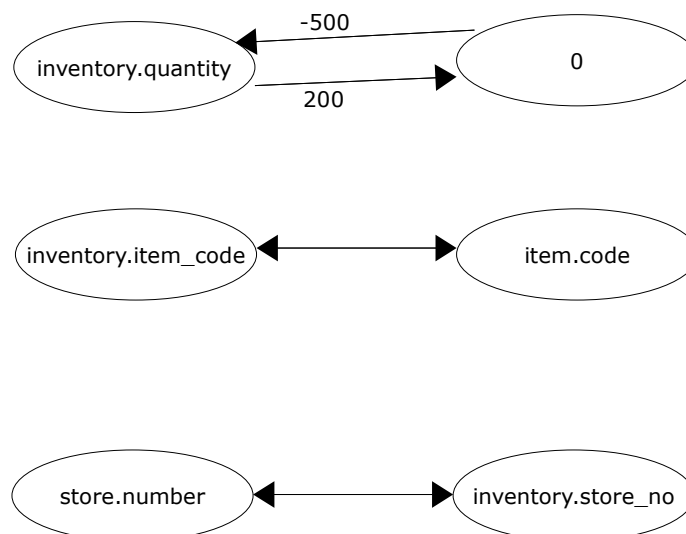 -500
inventory.quantity
0
200
inventory.item_code
item.code
store.number
inventory.store_no